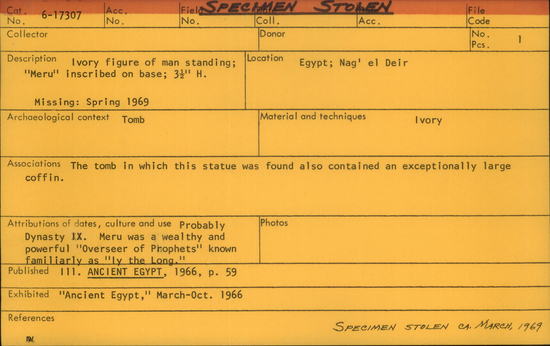 SPECIMEN STOLEN
Cat. No. 6-17307 Acc. No. Field No. Coll. Acc. File Code
Collector Donor No. Pcs. 1
Description Ivory figure of man standing; "Meru" inscribed on base; 3½" H.
Missing: Spring 1969
Location Egypt; Nag' el Deir
Archaeological context Tomb Material and techniques Ivory
Associations The tomb in which this statue was found also contained an exceptionally large
coffin.
Attributions of dates, culture and use Probably
Dynasty IX. Meru was a wealthy and
powerful "Overseer of Prophets" known
familiarly as "Iy the Long."
Photos
Published Ill. ANCIENT EGYPT, 1966, p. 59
Exhibited "Ancient Egypt," March-Oct. 1966
References
SPECIMEN STOLEN CA. MARCH, 1969